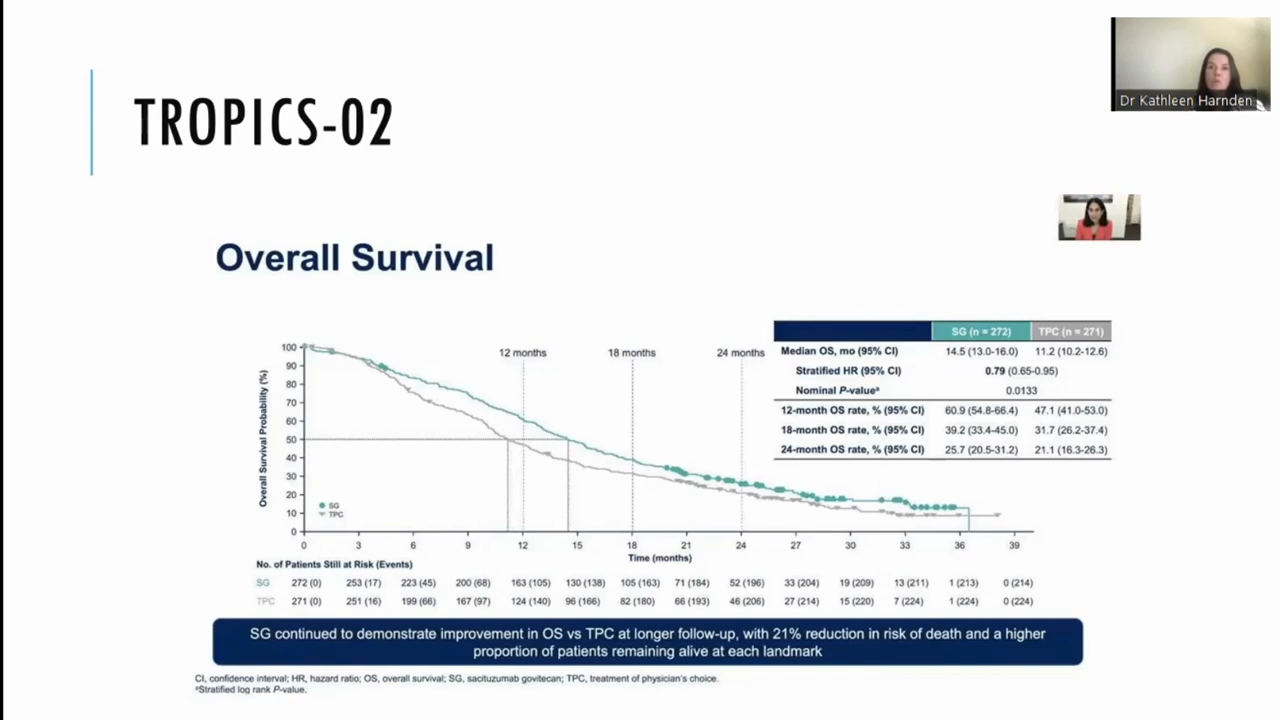 Dr Kathleen Harnden
TROPICS-02
Overall Survival
SG (n = 272) TPC (n = 271)
Median OS, mo (95% CI) 14.5 (13.0-16.0) 11.2 (10.2-12.6)
Stratified HR (95% CI) 0.79 (0.65-0.95)
Nominal P-valueᵃ 0.0133
12-month OS rate, % (95% CI) 60.9 (54.8-66.4) 47.1 (41.0-53.0)
18-month OS rate, % (95% CI) 39.2 (33.4-45.0) 31.7 (26.2-37.4)
24-month OS rate, % (95% CI) 25.7 (20.5-31.2) 21.1 (16.3-26.3)
12 months 18 months 24 months
Overall Survival Probability (%)
100
90
80
70
60
50
40
30
20
10
0
SG
TPC
0 3 6 9 12 15 18 21 24 27 30 33 36 39
Time (months)
No. of Patients Still at Risk (Events)
SG 272 (0) 253 (17) 223 (45) 200 (68) 163 (105) 130 (138) 105 (163) 71 (184) 52 (196) 33 (204) 19 (209) 13 (211) 1 (213) 0 (214)
TPC 271 (0) 251 (16) 199 (66) 167 (97) 124 (140) 96 (166) 82 (180) 66 (193) 46 (206) 27 (214) 15 (220) 7 (224) 1 (224) 0 (224)
SG continued to demonstrate improvement in OS vs TPC at longer follow-up, with 21% reduction in risk of death and a higher
proportion of patients remaining alive at each landmark
CI, confidence interval; HR, hazard ratio; OS, overall survival; SG, sacituzumab govitecan; TPC, treatment of physician's choice.
ᵃStratified log rank P-value.